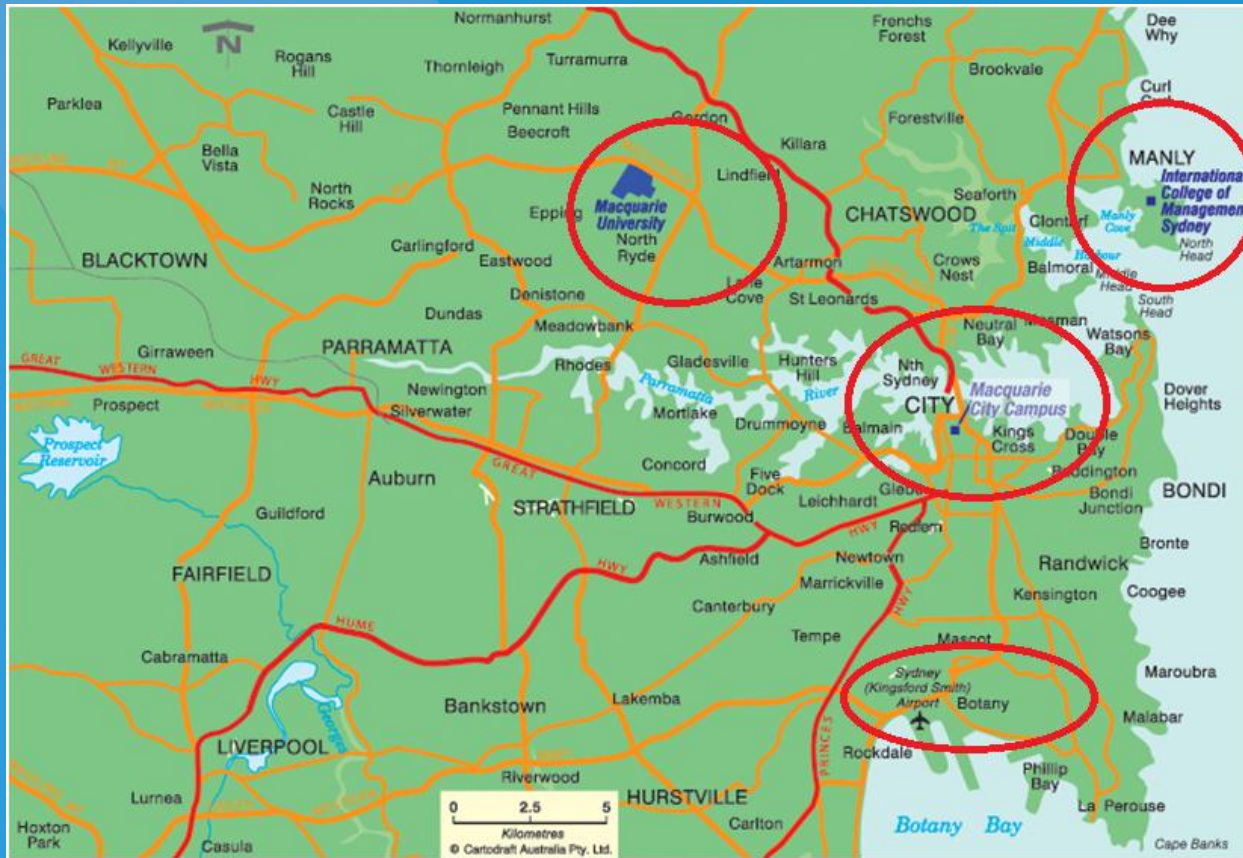 Normanhurst
Frenchs
Forest
Dee
Why
Kellyville
N
Rogans
Hill
Thornleigh
Turramurra
Brookvale
Parklea
Castle
Hill
Pennant Hills
Beecroft
Gordon
Forestville
Curl
Killara
Bella
Vista
MANLY
Lindfield
International
College of
Management
Sydney
North
Rocks
Macquarie
University
Epping
North
Ryde
Seaforth
CHATSWOOD
Clontarf
Manly
Cove
The Spit
Middle
Harbour
North
Head
Carlingford
Eastwood
BLACKTOWN
Artarmon
Crows
Nest
Balmoral
Middle
Head
South
Head
Denistone
Lane
Cove
St Leonards
Dundas
Meadowbank
Neutral
Bay
Mosman
Watsons
Bay
Girraween
PARRAMATTA
Rhodes
Gladesville
Hunters
Hill
Nth
Sydney
GREAT
WESTERN
HWY
Newington
Silverwater
Parramatta
River
Mortlake
CITY
Macquarie
City Campus
Dover
Heights
Prospect
Drummoyne
Balmain
Kings
Cross
Double
Bay
Prospect
Reservoir
Concord
GREAT
WESTERN
HWY
Five
Dock
Glebe
Paddington
Auburn
Leichhardt
Bondi
Junction
BONDI
Guildford
STRATHFIELD
Burwood
Redfern
Bronte
FAIRFIELD
HWY
Ashfield
Newtown
Randwick
Marrickville
Kensington
Coogee
HUME
Canterbury
HWY
Tempe
Mascot
Cabramatta
Sydney
(Kingsford Smith)
Airport
Botany
Maroubra
Lakemba
Bankstown
Malabar
Georges
LIVERPOOL
PRINCES
Rockdale
Riverwood
Phillip
Bay
Lurnea
0 2.5 5
Kilometres
© Cartodraft Australia Pty. Ltd.
HURSTVILLE
La Perouse
Carlton
Hoxton
Park
Casula
Botany Bay
Cape Banks